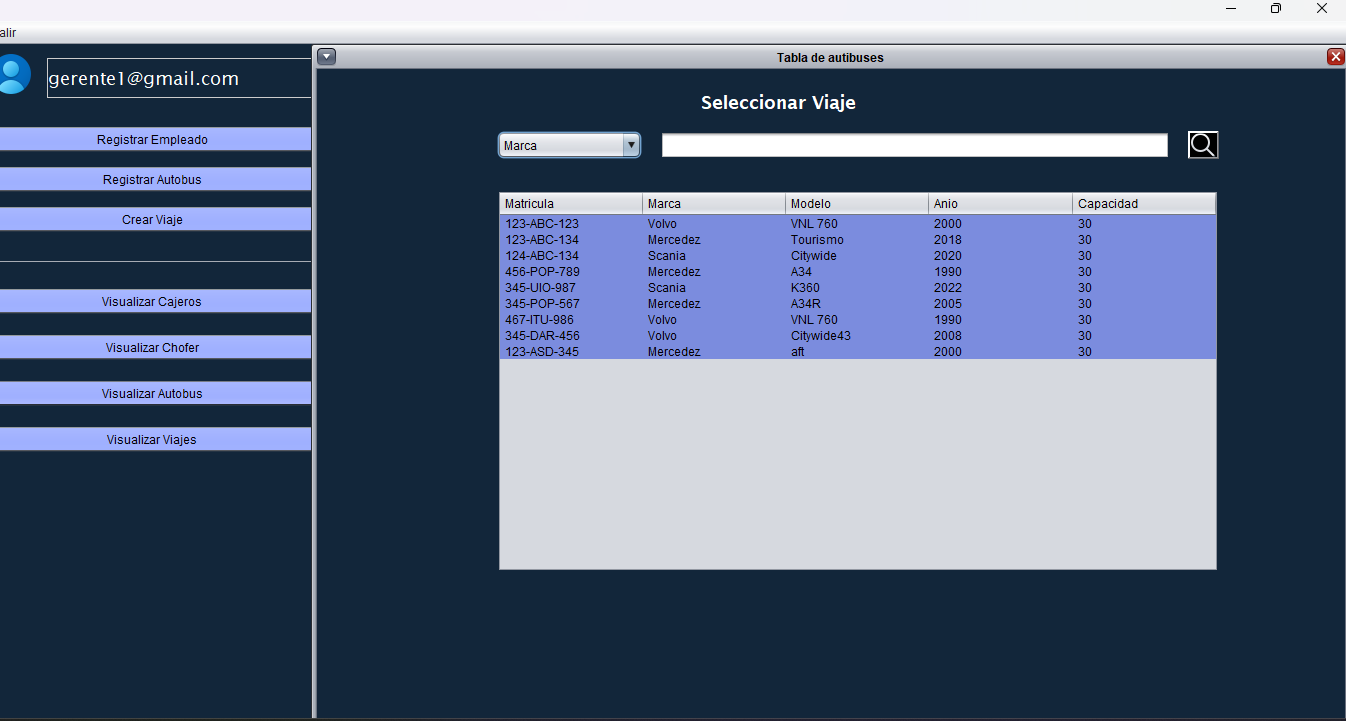 alir
gerente1@gmail.com
Registrar Empleado
Registrar Autobus
Crear Viaje
Visualizar Cajeros
Visualizar Chofer
Visualizar Autobus
Visualizar Viajes
Tabla de autibuses
Seleccionar Viaje
Marca
Matricula Marca Modelo Anio Capacidad
123-ABC-123 Volvo VNL 760 2000 30
123-ABC-134 Mercedez Tourismo 2018 30
124-ABC-134 Scania Citywide 2020 30
456-POP-789 Mercedez A34 1990 30
345-UIO-987 Scania K360 2022 30
345-POP-567 Mercedez A34R 2005 30
467-ITU-986 Volvo VNL 760 1990 30
345-DAR-456 Volvo Citywide43 2008 30
123-ASD-345 Mercedez aft 2000 30